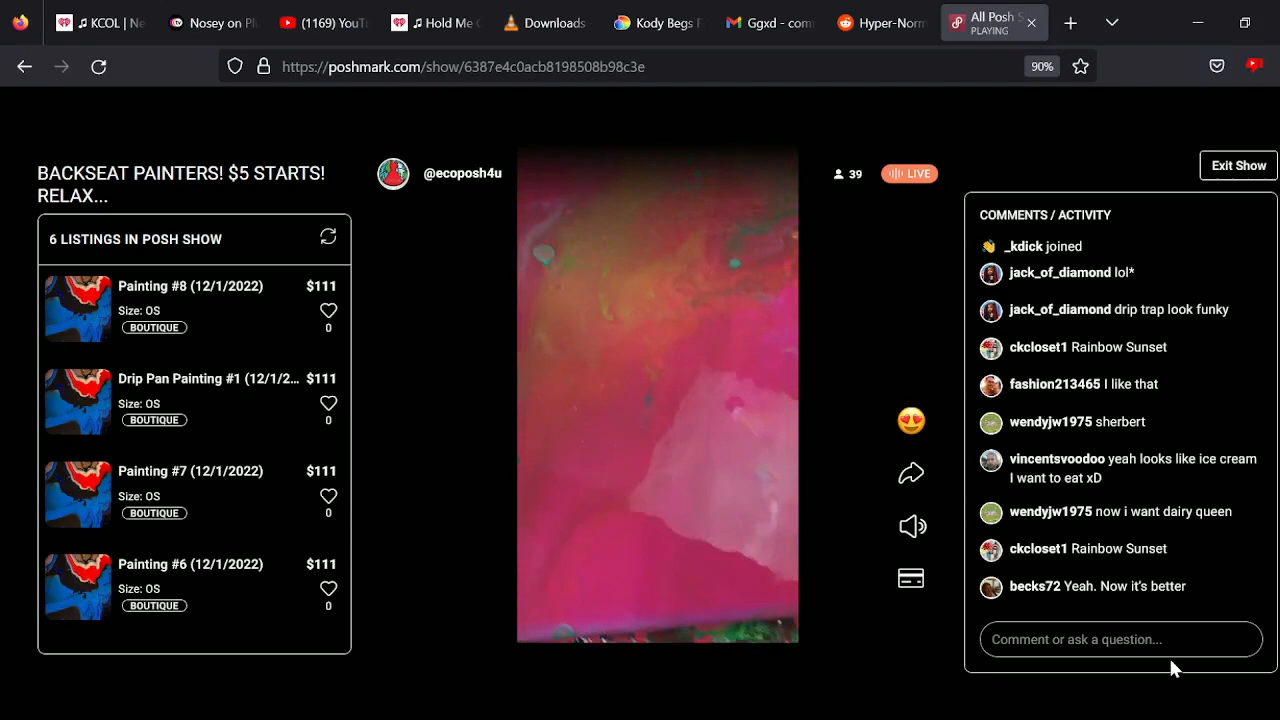 KCOL | Ne
Nosey on Pl
(1169) YouT
Hold Me
Downloads
Kody Begs F
Ggxd - com
Hyper-Norm
All Posh S
PLAYING
https://poshmark.com/show/6387e4c0acb8198508b98c3e
90%
BACKSEAT PAINTERS! $5 STARTS!
RELAX...
6 LISTINGS IN POSH SHOW
Painting #8 (12/1/2022) $111
Size: OS
BOUTIQUE 0
Drip Pan Painting #1 (12/1/2... $111
Size: OS
BOUTIQUE 0
Painting #7 (12/1/2022) $111
Size: OS
BOUTIQUE 0
Painting #6 (12/1/2022) $111
Size: OS
BOUTIQUE 0
@ecoposh4u
39
LIVE
Exit Show
COMMENTS / ACTIVITY
_kdick joined
jack_of_diamond lol*
jack_of_diamond drip trap look funky
ckcloset1 Rainbow Sunset
fashion213465 I like that
wendyjw1975 sherbert
vincentsvoodoo yeah looks like ice cream
I want to eat xD
wendyjw1975 now i want dairy queen
ckcloset1 Rainbow Sunset
becks72 Yeah. Now it's better
Comment or ask a question...